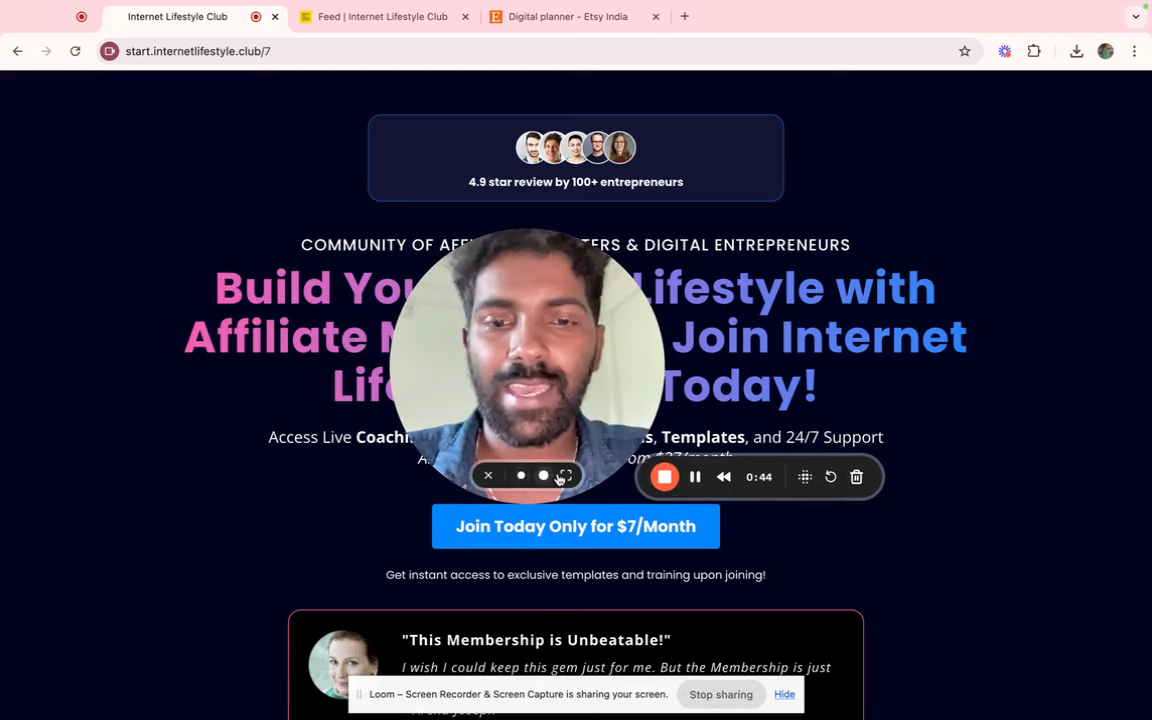 Internet Lifestyle Club
Feed | Internet Lifestyle Club
Digital planner - Etsy India
start.internetlifestyle.club/7
4.9 star review by 100+ entrepreneurs
COMMUNITY OF AFF TERS & DIGITAL ENTREPRENEURS
Build You Lifestyle with
Affiliate M Join Internet
Life Today!
Access Live Coachi s, Templates, and 24/7 Support
0:44
Join Today Only for $7/Month
Get instant access to exclusive templates and training upon joining!
"This Membership is Unbeatable!"
I wish I could keep this gem just for me. But the Membership is just
Loom – Screen Recorder & Screen Capture is sharing your screen.
Stop sharing
Hide